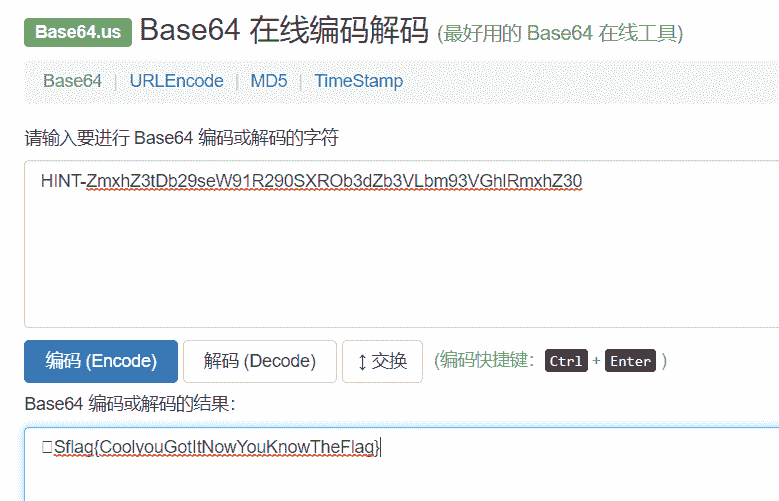 Base64.us Base64 在线编码解码 (最好用的 Base64 在线工具)
Base64 | URLEncode | MD5 | TimeStamp
请输入要进行 Base64 编码或解码的字符
HINT-ZmxhZ3tDb29seW91R290SXROb3dZb3VLbm93VGhlRmxhZ30
编码 (Encode) 解码 (Decode) ↕ 交换 (编码快捷键: Ctrl + Enter )
Base64 编码或解码的结果:
□Sflag{CoolyouGotItNowYouKnowTheFlag}